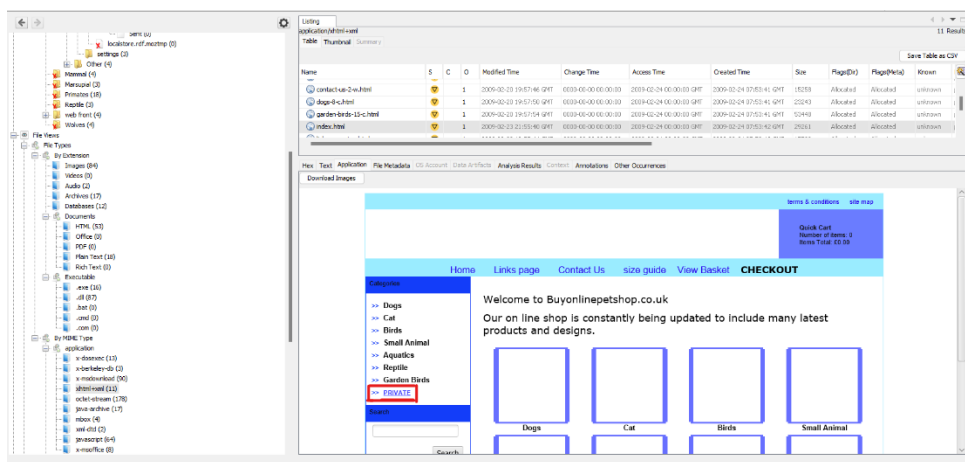 sent (0)
localstore.rdf.moztmp (0)
settings (3)
Other (4)
Mammal (4)
Marsupial (3)
Primates (18)
Reptile (3)
web front (4)
Wolves (4)
File Views
File Types
By Extension
Images (84)
Videos (0)
Audio (2)
Archives (17)
Databases (12)
Documents
HTML (53)
Office (0)
PDF (0)
Plain Text (18)
Rich Text (0)
Executable
.exe (16)
.dll (87)
.bat (0)
.cmd (0)
.com (0)
By MIME Type
application
x-dosexec (13)
x-berkeley-db (3)
x-msdownload (90)
xhtml+xml (11)
octet-stream (178)
java-archive (17)
mbox (4)
xml-dtd (2)
javascript (64)
x-msoffice (8)
Listing
application/xhtml+xml
11 Results
Table Thumbnail Summary
Save Table as CSV
Name S C O Modified Time Change Time Access Time Created Time Size Flags(Dir) Flags(Meta) Known
contact-us-2-w.html 1 2009-02-20 19:57:46 GMT 0000-00-00 00:00:00 2009-02-24 00:00:00 GMT 2009-02-24 07:53:41 GMT 15259 Allocated Allocated unknown
dogs-8-c.html 1 2009-02-20 19:57:54 GMT 0000-00-00 00:00:00 2009-02-24 00:00:00 GMT 2009-02-24 07:53:41 GMT 23243 Allocated Allocated unknown
garden-birds-15-c.html 1 2009-02-20 19:57:54 GMT 0000-00-00 00:00:00 2009-02-24 00:00:00 GMT 2009-02-24 07:53:42 GMT Allocated Allocated unknown
index.html 1 2009-02-23 21:55:40 GMT 0000-00-00 00:00:00 2009-02-24 00:00:00 GMT 2009-02-24 07:53:42 GMT 29261 Allocated Allocated unknown
Hex Text Application File Metadata OS Account Data Artifacts Analysis Results Context Annotations Other Occurrences
Download Images
terms & conditions site map
Quick Cart
Number of items: 0
Items Total: £0.00
Home Links page Contact Us size guide View Basket CHECKOUT
Categories
>> Dogs
>> Cat
>> Birds
>> Small Animal
>> Aquatics
>> Reptile
>> Garden Birds
>> PRIVATE
Search
Search
Welcome to Buyonlinepetshop.co.uk
Our on line shop is constantly being updated to include many latest
products and designs.
Dogs Cat Birds Small Animal